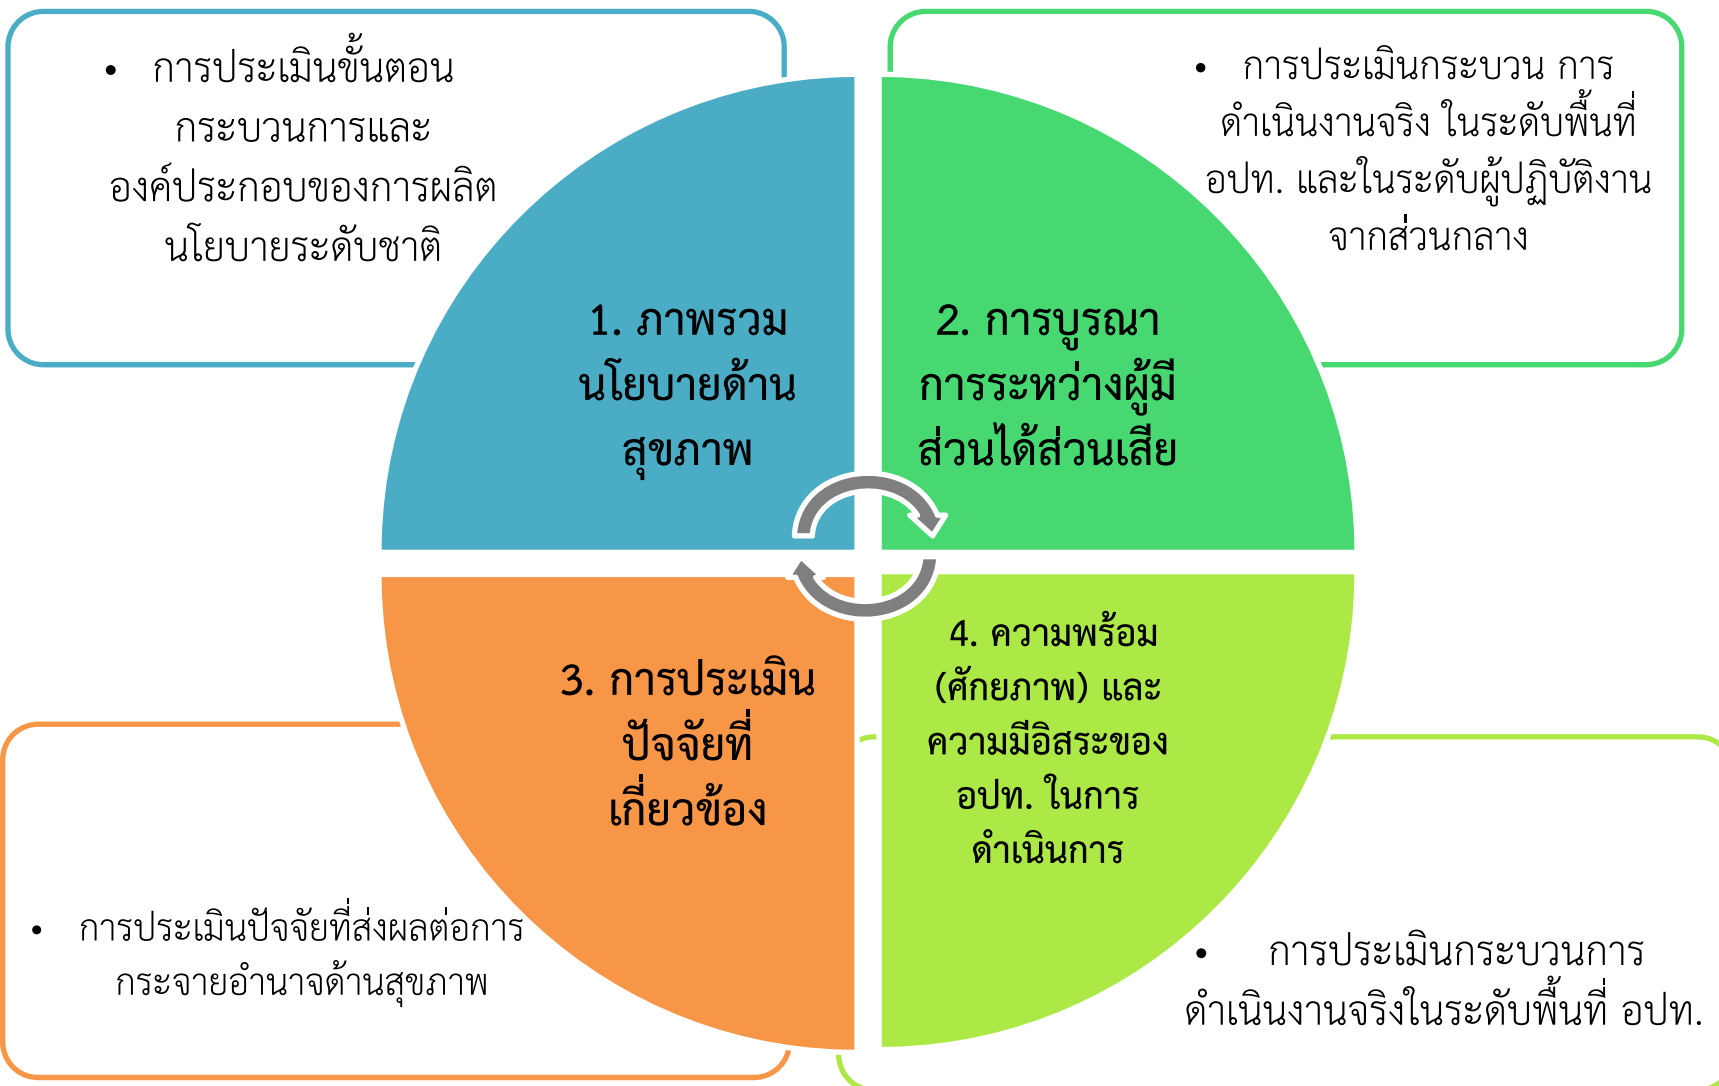 • การประเมินขั้นตอน
กระบวนการและ
องค์ประกอบของการผลิต
นโยบายระดับชาติ
• การประเมินกระบวน การ
ดำเนินงานจริง ในระดับพื้นที่
อปท. และในระดับผู้ปฏิบัติงาน
จากส่วนกลาง
1. ภาพรวม
นโยบายด้าน
สุขภาพ
2. การบูรณา
การระหว่างผู้มี
ส่วนได้ส่วนเสีย
3. การประเมิน
ปัจจัยที่
เกี่ยวข้อง
4. ความพร้อม
(ศักยภาพ) และ
ความมีอิสระของ
อปท. ในการ
ดำเนินการ
• การประเมินปัจจัยที่ส่งผลต่อการ
กระจายอำนาจด้านสุขภาพ
• การประเมินกระบวนการ
ดำเนินงานจริงในระดับพื้นที่ อปท.